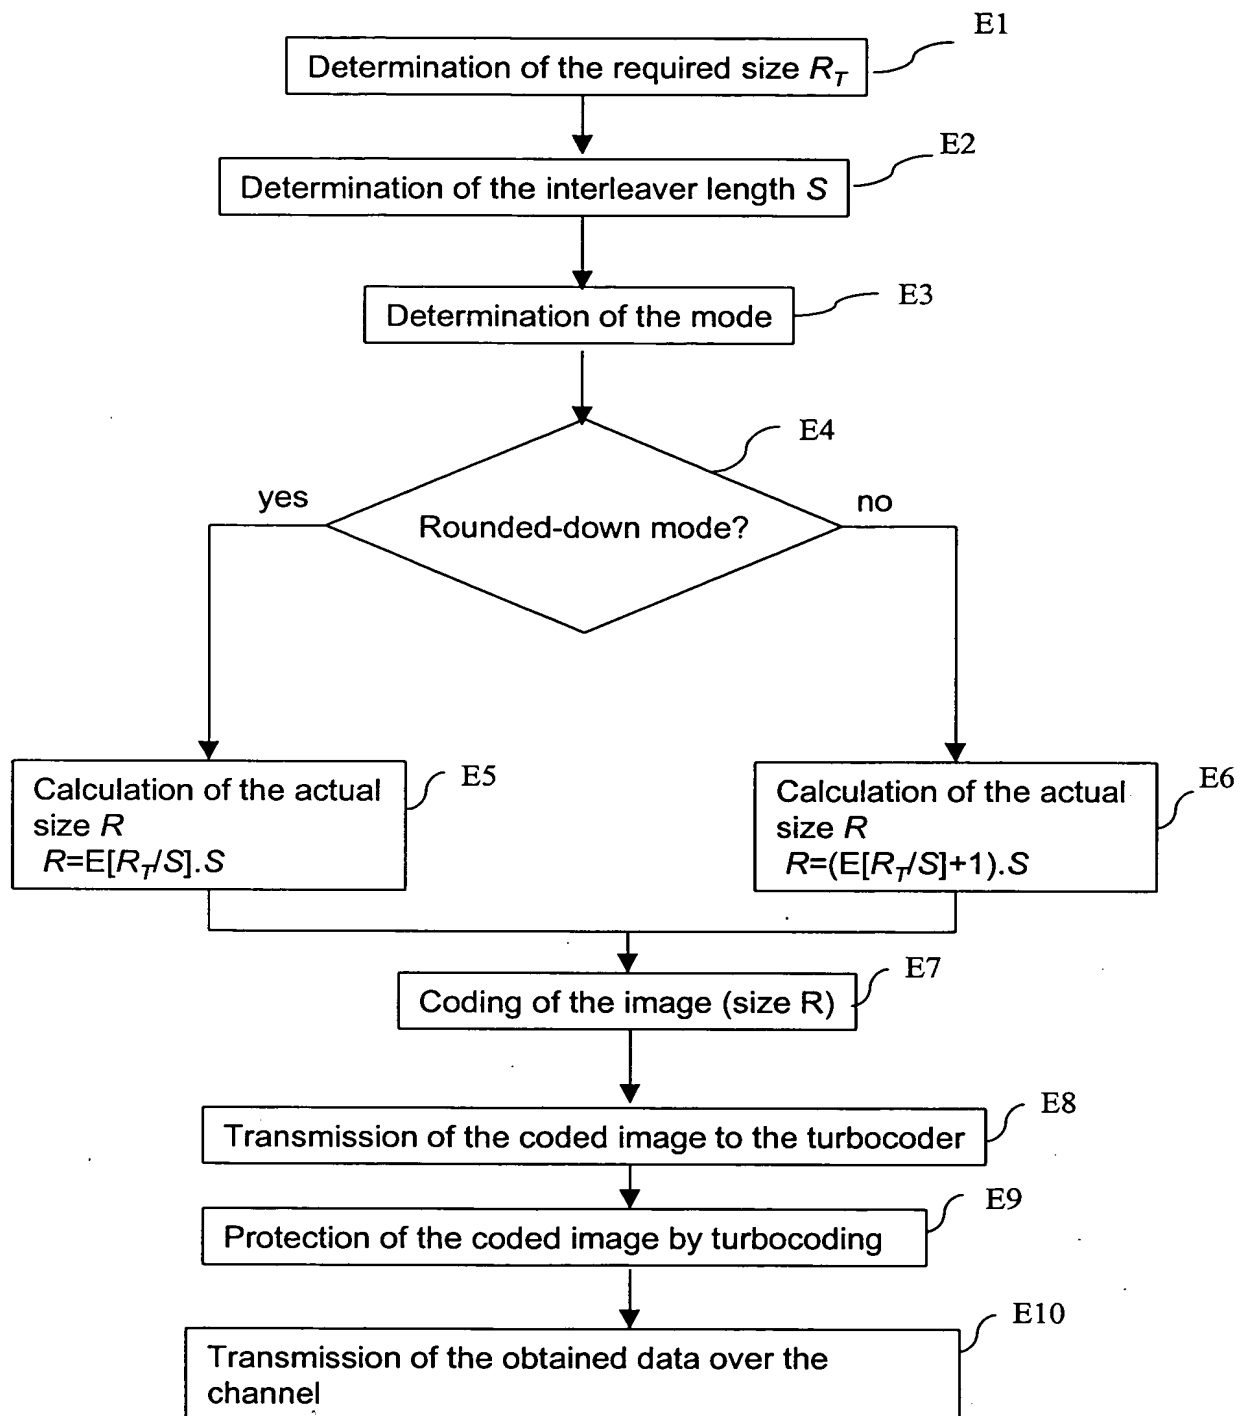 E1
Determination of the required size R_T
E2
Determination of the interleaver length S
E3
Determination of the mode
E4
yes
no
Rounded-down mode?
E5
Calculation of the actual
size R
R=E[R_T/S].S
E6
Calculation of the actual
size R
R=(E[R_T/S]+1).S
E7
Coding of the image (size R)
E8
Transmission of the coded image to the turbocoder
E9
Protection of the coded image by turbocoding
E10
Transmission of the obtained data over the
channel